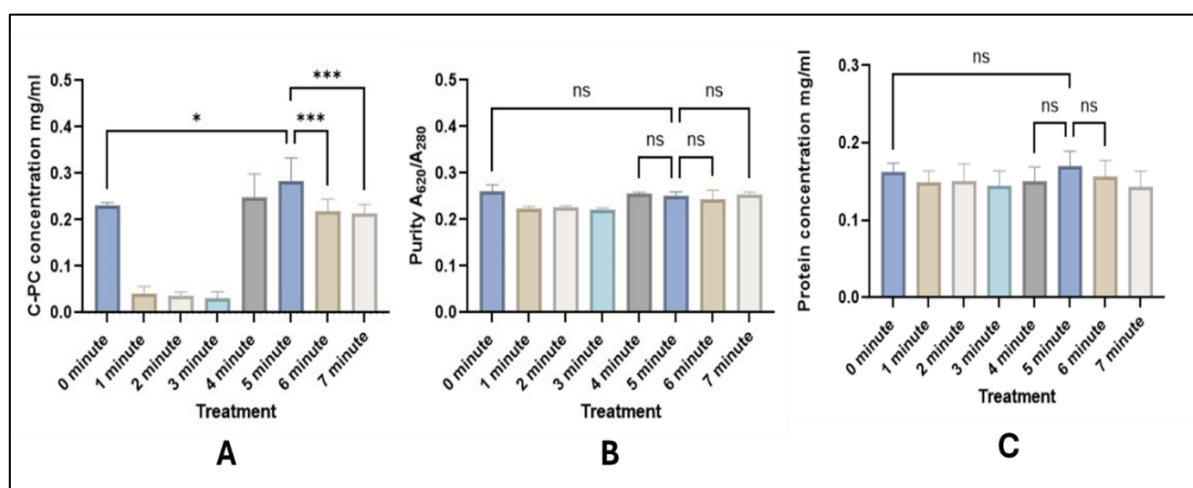 C-PC concentration mg/ml
0.5
0.4
0.3
0.2
0.1
0.0
***
*
***
0 minute
1 minute
2 minute
3 minute
4 minute
5 minute
6 minute
7 minute
Treatment
A
Purity A620/A280
0.5
0.4
0.3
0.2
0.1
0.0
ns
ns
ns
ns
0 minute
1 minute
2 minute
3 minute
4 minute
5 minute
6 minute
7 minute
Treatment
B
Protein concentration mg/ml
0.3
0.2
0.1
0.0
ns
ns
ns
0 minute
1 minute
2 minute
3 minute
4 minute
5 minute
6 minute
7 minute
Treatment
C